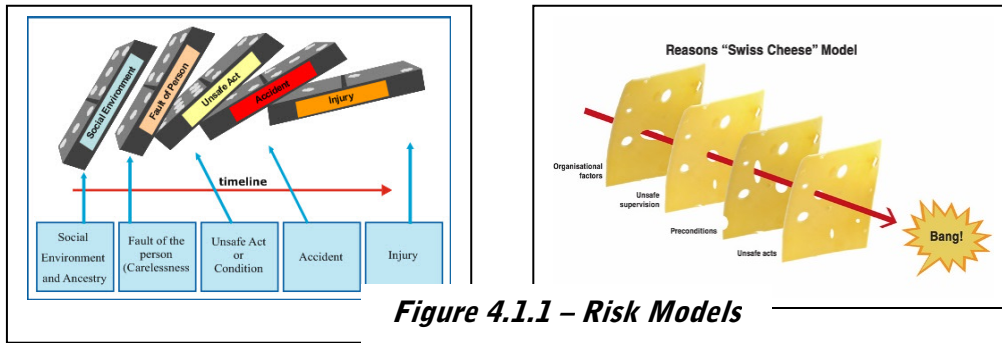 Social Environment
Fault of Person
Unsafe Act
Accident
Injury
timeline
Social
Environment
and Ancestry
Fault of the
person
(Carelessness
Unsafe Act
or
Condition
Accident
Injury
Reasons “Swiss Cheese” Model
Organisational
factors
Unsafe
supervision
Preconditions
Unsafe acts
Bang!
Figure 4.1.1 – Risk Models